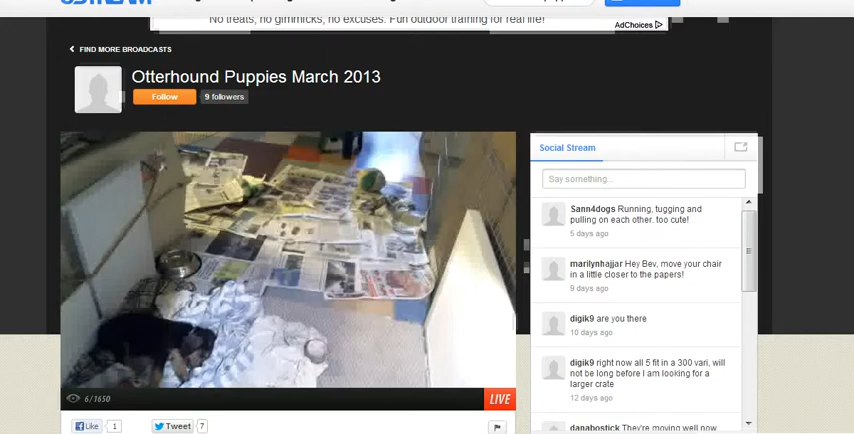 No treats, no gimmicks, no excuses. Fun outdoor training for real life!
AdChoices
FIND MORE BROADCASTS
Otterhound Puppies March 2013
Follow
9 followers
6/1650
LIVE
Like
1
Tweet
7
Social Stream
Say something...
Sann4dogs Running, tugging and
pulling on each other. too cute!
5 days ago
marilynhajjar Hey Bev, move your chair
in a little closer to the papers!
9 days ago
digik9 are you there
10 days ago
digik9 right now all 5 fit in a 300 vari, will
not be long before I am looking for a
larger crate
12 days ago
danabostick They're moving well now